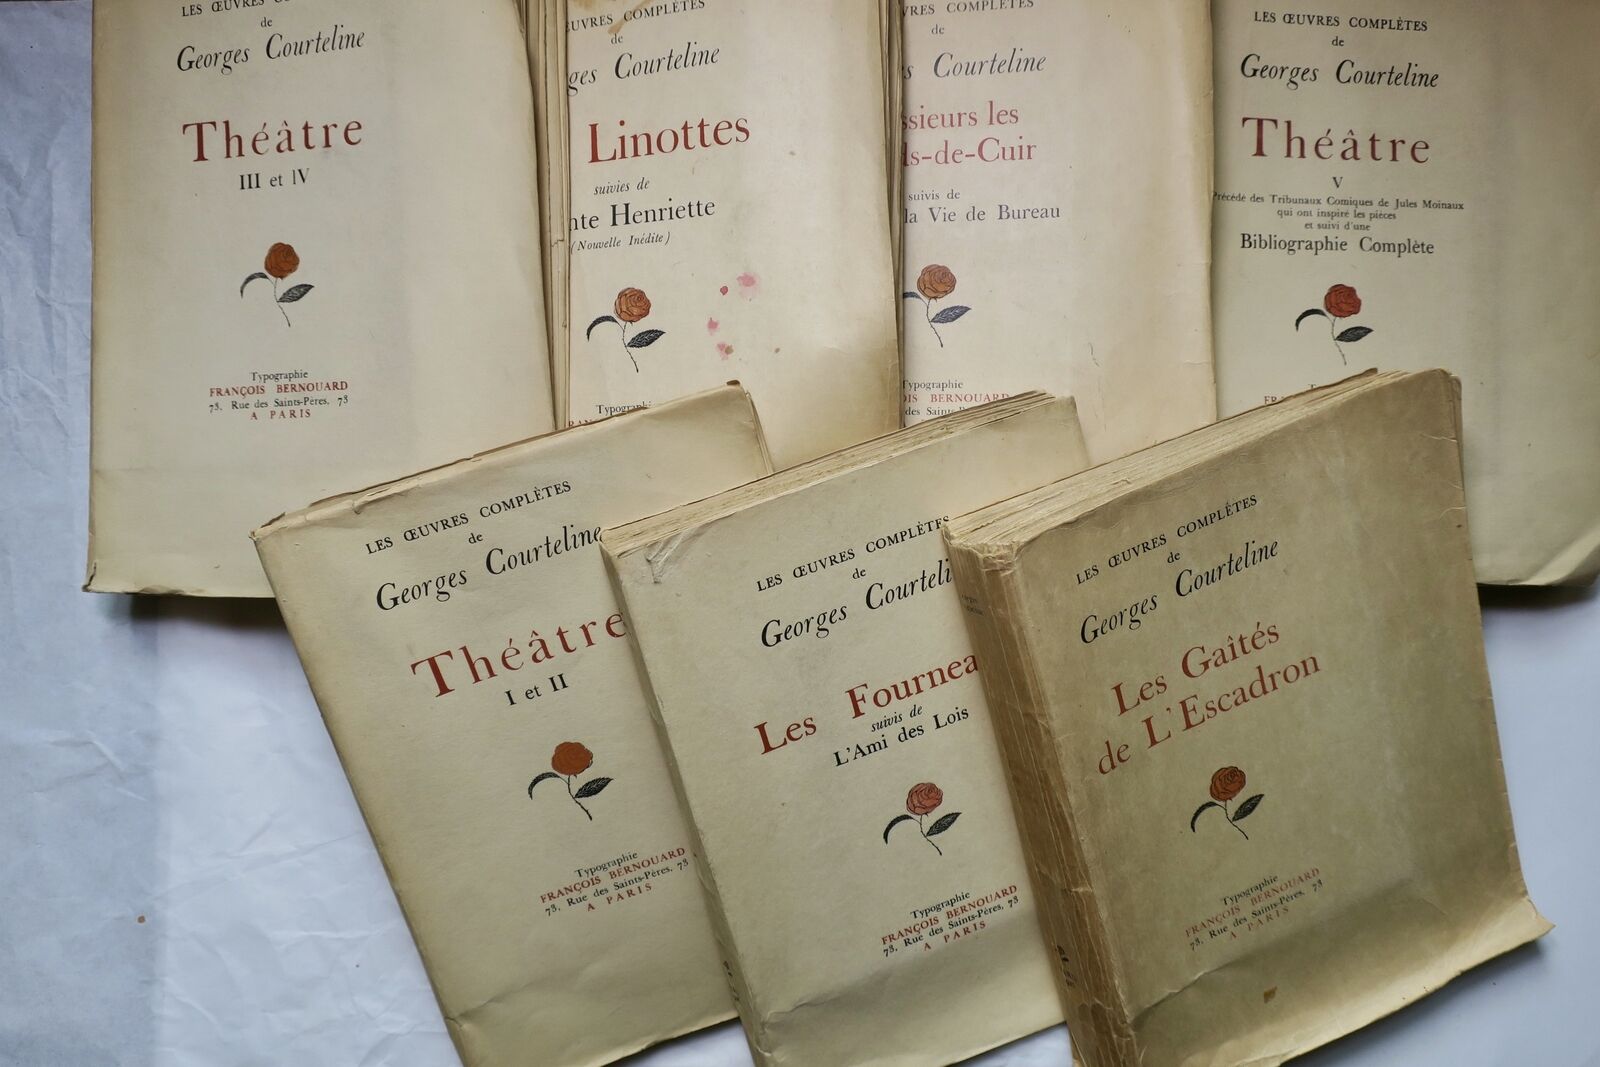 LES ŒUVRES COMPLÈTES
de
Georges Courteline
Théâtre
III et IV
Typographie
FRANÇOIS BERNOUARD
73, Rue des Saints-Pères, 73
A PARIS
COMPLÈTES
de
Courteline
Linottes
suivies de
Henriette
(Nouvelle Inédite)
COMPLÈTES
de
Courteline
les
de-Cuir
suivis de
la Vie de Bureau
Typographie
LES ŒUVRES COMPLÈTES
de
Georges Courteline
Théâtre
V
Précédé des Tribunaux Comiques de Jules Moinaux
qui ont inspiré les pièces
et suivi d'une
Bibliographie Complète
LES ŒUVRES COMPLÈTES
de
Georges Courteline
Théâtre
I et II
Typographie
FRANÇOIS BERNOUARD
73, Rue des Saints-Pères, 73
A PARIS
LES ŒUVRES COMPLÈTES
de
Georges Courteli
Les Fournea
suivis de
L'Ami des Lois
Typographie
FRANÇOIS BERNOUARD
73, Rue des Saints-Pères, 73
A PARIS
LES ŒUVRES COMPLÉTES
de
Georges Courteline
Les Gaîtés
de L'Escadron
Typographie
FRANÇOIS BERNOUARD
73, Rue des Saints-Pères, 73
A PARIS